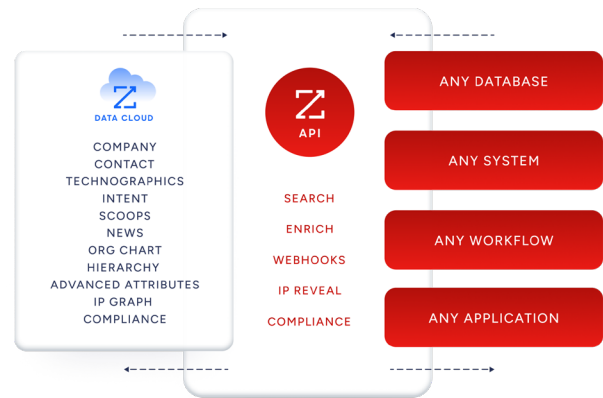 DATA CLOUD
COMPANY
CONTACT
TECHNOGRAPHICS
INTENT
SCOOPS
NEWS
ORG CHART
HIERARCHY
ADVANCED ATTRIBUTES
IP GRAPH
COMPLIANCE
API
SEARCH
ENRICH
WEBHOOKS
IP REVEAL
COMPLIANCE
ANY DATABASE
ANY SYSTEM
ANY WORKFLOW
ANY APPLICATION